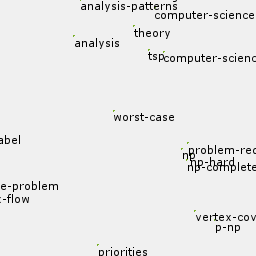 analysis-patterns
computer-science
theory
analysis
tsp
computer-scienc
worst-case
abel
problem-rec
np
np-hard
np-complete
e-problem
-flow
vertex-cov
p-np
priorities